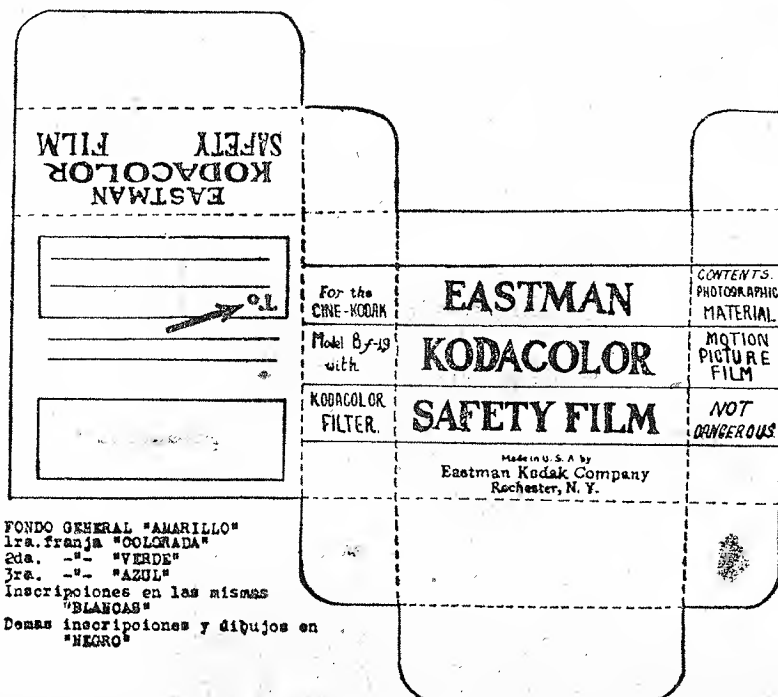 EASTMAN
KODACOLOR
SAFETY FILM
To
For the
CINE-KODAK
Model B f-1.9
with
KODACOLOR
FILTER.
EASTMAN
KODACOLOR
SAFETY FILM
Made in U.S.A by
Eastman Kodak Company
Rochester, N. Y.
CONTENTS.
PHOTOGRAPHIC
MATERIAL
MOTION
PICTURE
FILM
NOT
DANGEROUS.
FONDO GENERAL "AMARILLO"
1ra. franja "COLORADA"
2da. -"- "VERDE"
3ra. -"- "AZUL"
Inscripciones en las mismas
"BLANCAS"
Demas inscripciones y dibujos en
"NEGRO"